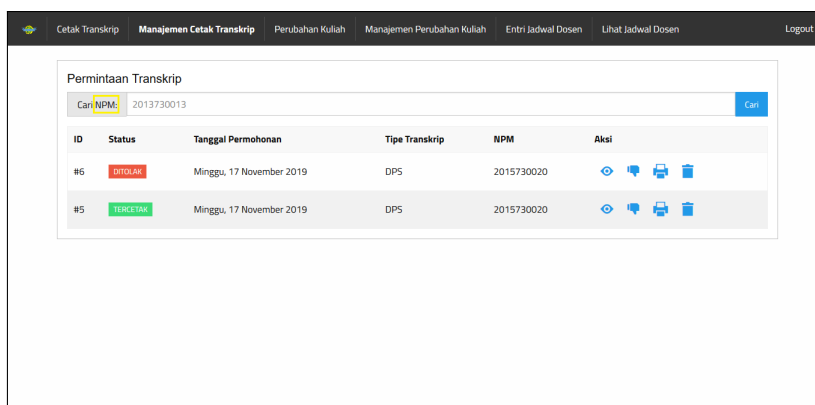 Cetak Transkrip Manajemen Cetak Transkrip Perubahan Kuliah Manajemen Perubahan Kuliah Entri Jadwal Dosen Lihat Jadwal Dosen Logout
Permintaan Transkrip
Cari NPM: 2013730013 Cari
ID Status Tanggal Permohonan Tipe Transkrip NPM Aksi
#6 DITOLAK Minggu, 17 November 2019 DPS 2015730020
#5 TERCETAK Minggu, 17 November 2019 DPS 2015730020